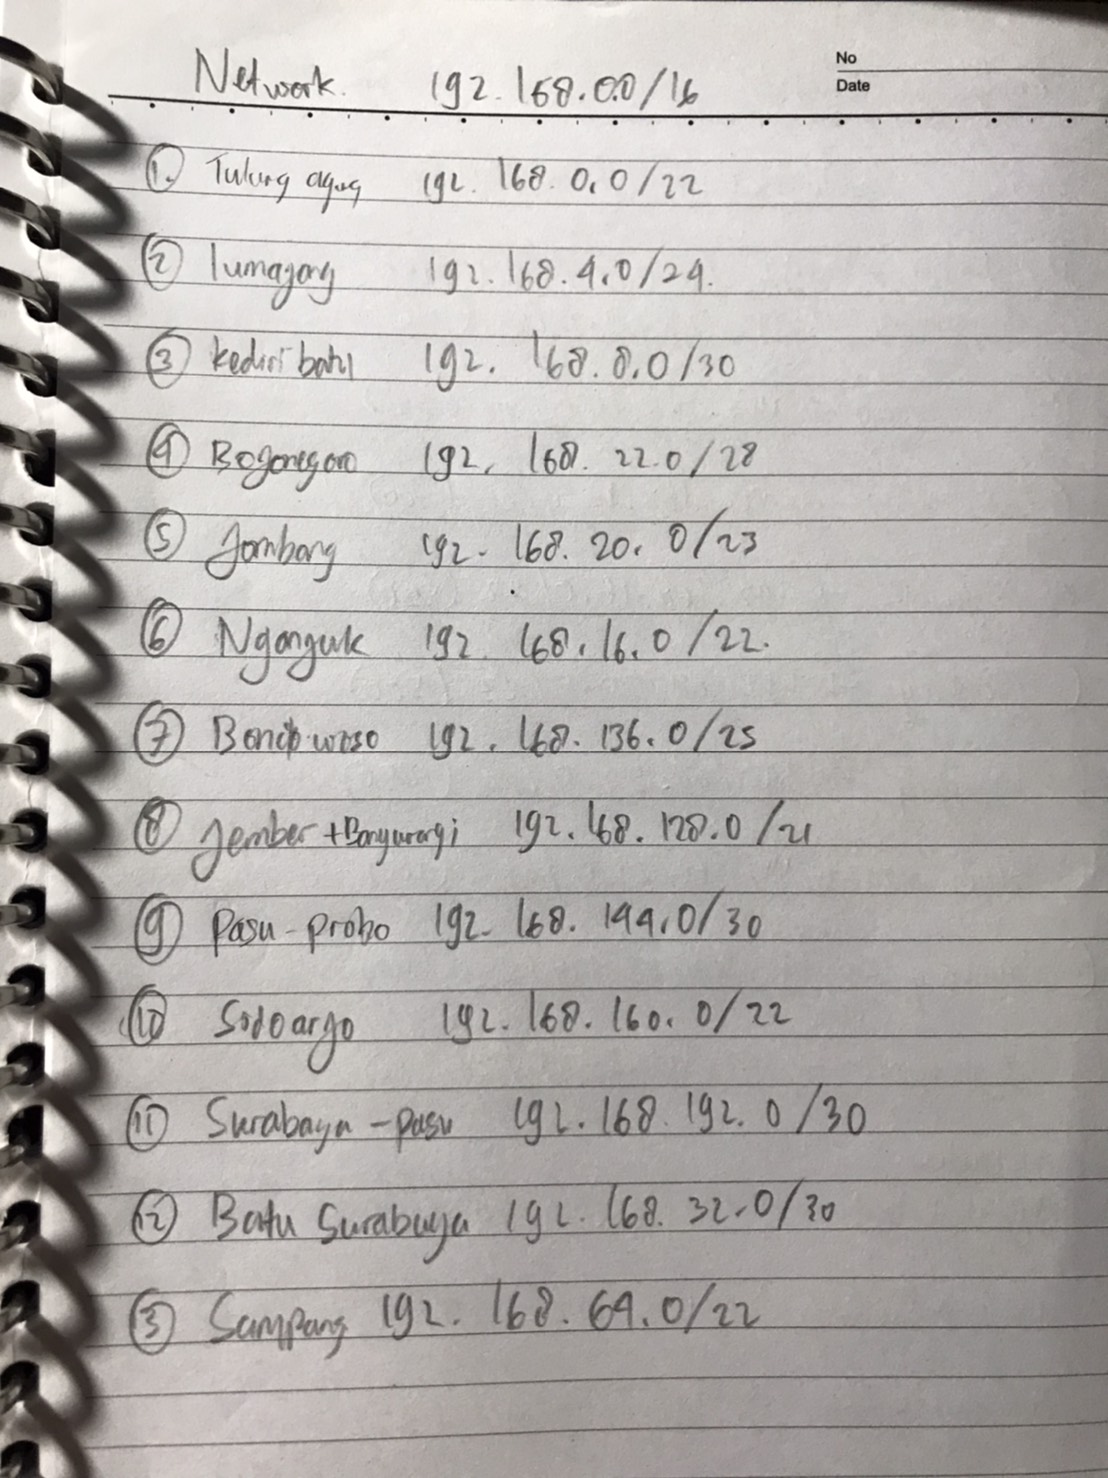 No
Date
Network. 192.168.0.0/16
1. Tulung agung 192.168.0.0/22
2 lumajang 192.168.4.0/24.
3 kediri batu 192.168.8.0/30
4 Bojonegoro 192.168.22.0/28
5 Jombang 192.168.20.0/23
6 Nganjuk 192.168.16.0/22.
7 Bondowoso 192.168.136.0/25
8 Jember + Banyuwangi 192.168.128.0/21
9 Pasu - probo 192.168.144.0/30
10 Sidoarjo 192.168.160.0/22
11 Surabaya - pasu 192.168.192.0/30
12 Batu Surabaya 192.168.32.0/30
13 Sampang 192.168.64.0/22